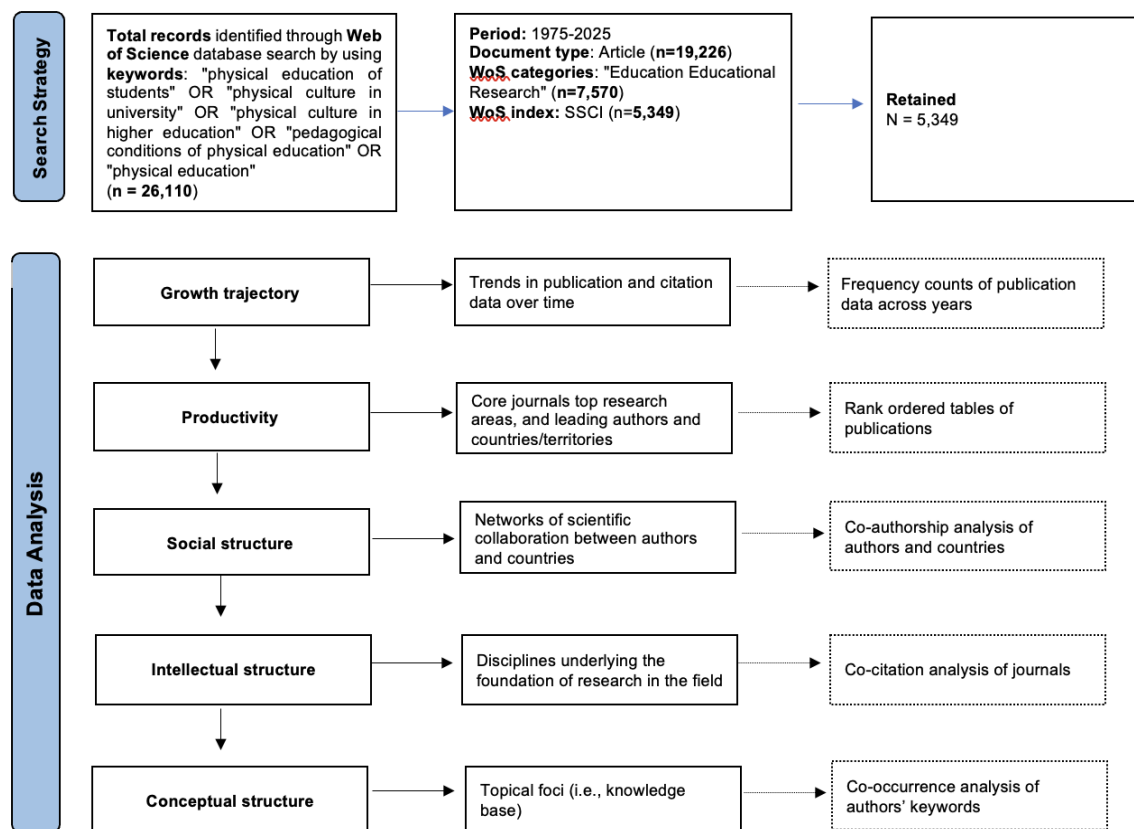 Search Strategy
Total records identified through Web
of Science database search by using
keywords: "physical education of
students" OR "physical culture in
university" OR "physical culture in
higher education" OR "pedagogical
conditions of physical education" OR
"physical education"
(n = 26,110)
Period: 1975-2025
Document type: Article (n=19,226)
WoS categories: "Education Educational
Research" (n=7,570)
WoS index: SSCI (n=5,349)
Retained
N = 5,349
Data Analysis
Growth trajectory
Trends in publication and citation
data over time
Frequency counts of publication
data across years
Productivity
Core journals top research
areas, and leading authors and
countries/territories
Rank ordered tables of
publications
Social structure
Networks of scientific
collaboration between authors
and countries
Co-authorship analysis of
authors and countries
Intellectual structure
Disciplines underlying the
foundation of research in the field
Co-citation analysis of journals
Conceptual structure
Topical foci (i.e., knowledge
base)
Co-occurrence analysis of
authors' keywords